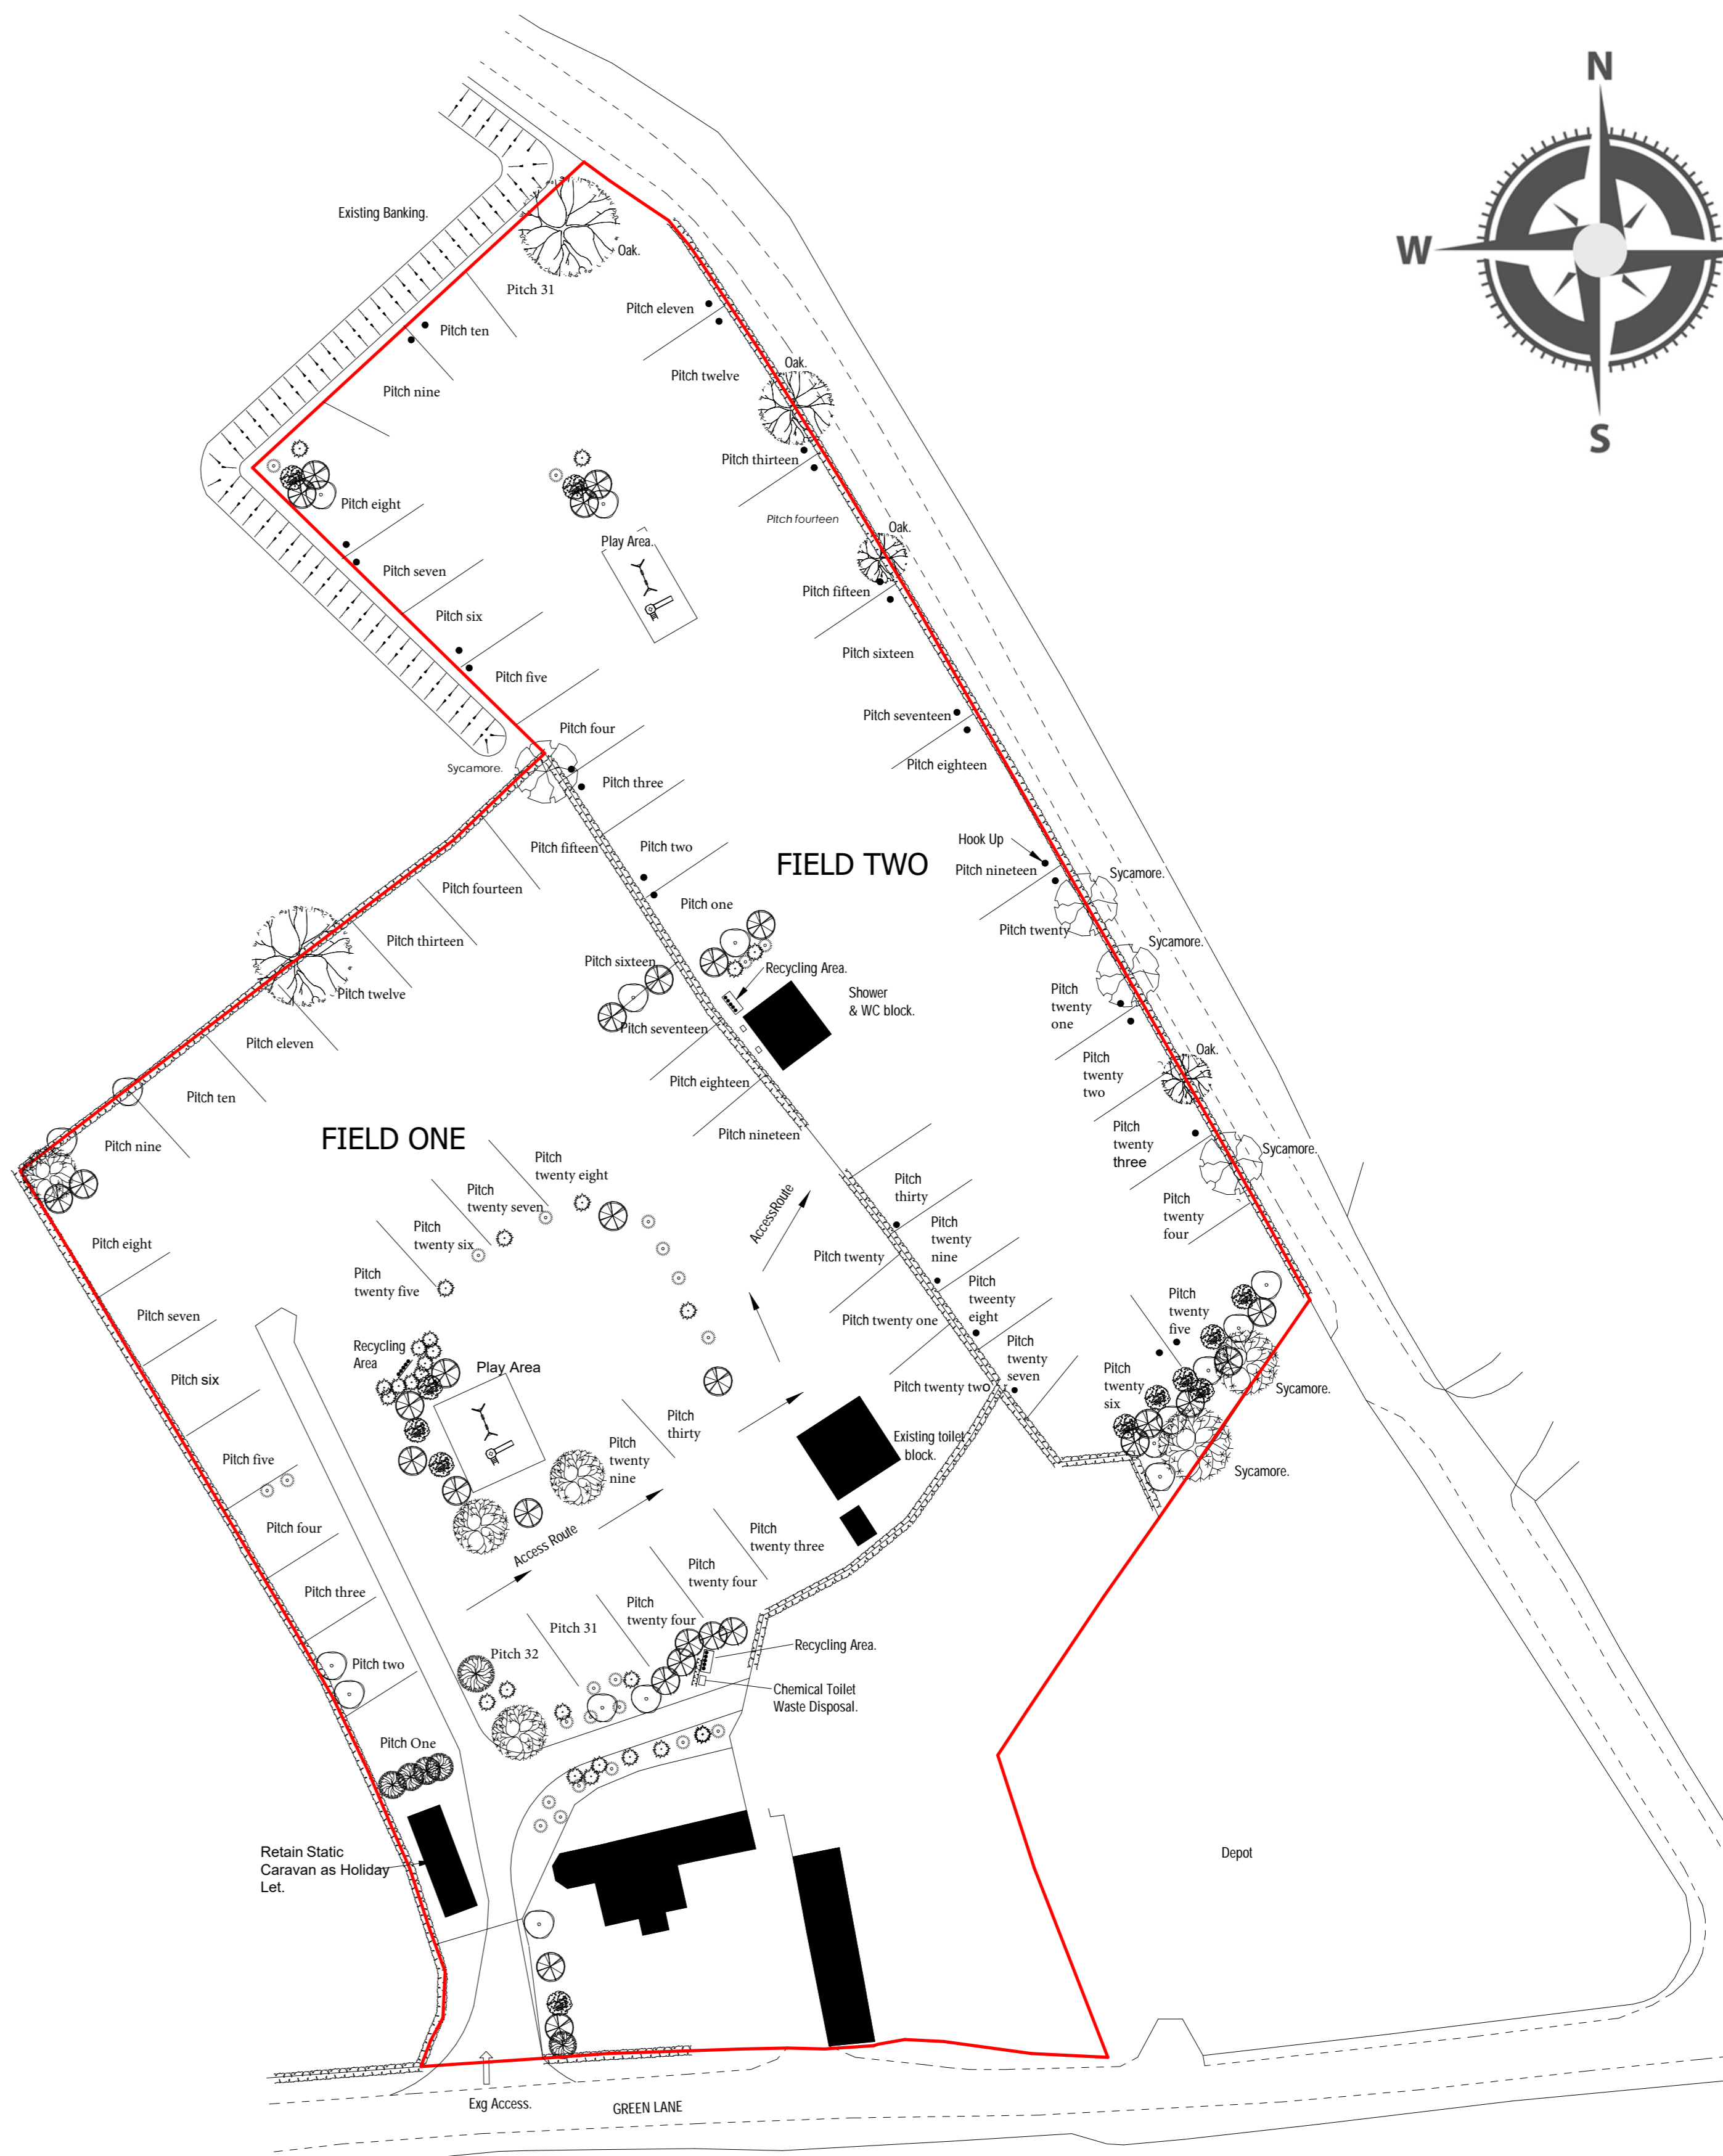 N
W
S
Existing Banking.
Oak.
Pitch 31
Pitch eleven
Pitch ten
Oak.
Pitch twelve
Pitch nine
Pitch thirteen
Pitch eight
Pitch fourteen
Oak.
Play Area.
Pitch seven
Pitch fifteen
Pitch six
Pitch sixteen
Pitch five
Pitch seventeen
Pitch four
Pitch eighteen
Sycamore.
Pitch three
Hook Up
Pitch fifteen
Pitch two
FIELD TWO
Pitch nineteen
Sycamore.
Pitch fourteen
Pitch one
Pitch twenty
Pitch thirteen
Sycamore.
Pitch sixteen
Recycling Area.
Pitch twelve
Shower
& WC block.
Pitch
twenty
one
Pitch seventeen
Pitch eleven
Oak.
Pitch eighteen
Pitch
twenty
two
Pitch ten
FIELD ONE
Pitch nineteen
Pitch
twenty
three
Pitch nine
Sycamore.
Pitch
twenty eight
Pitch
thirty
Pitch
twenty seven
AccessRoute
Pitch
twenty
four
Pitch
twenty six
Pitch
twenty
nine
Pitch eight
Pitch twenty
Pitch
twenty five
Pitch
tweenty
eight
Pitch
twenty
five
Pitch seven
Pitch twenty one
Recycling
Area
Play Area
Pitch
twenty
seven
Pitch six
Pitch twenty two
Pitch
twenty
six
Sycamore.
Pitch
thirty
Existing toilet
block.
Pitch
twenty
nine
Pitch five
Sycamore.
Pitch four
Access Route
Pitch
twenty three
Pitch
twenty four
Pitch three
Pitch
twenty four
Pitch 31
Recycling Area.
Pitch 32
Pitch two
Chemical Toilet
Waste Disposal.
Pitch One
Retain Static
Caravan as Holiday
Let.
Depot
Exg Access.
GREEN LANE